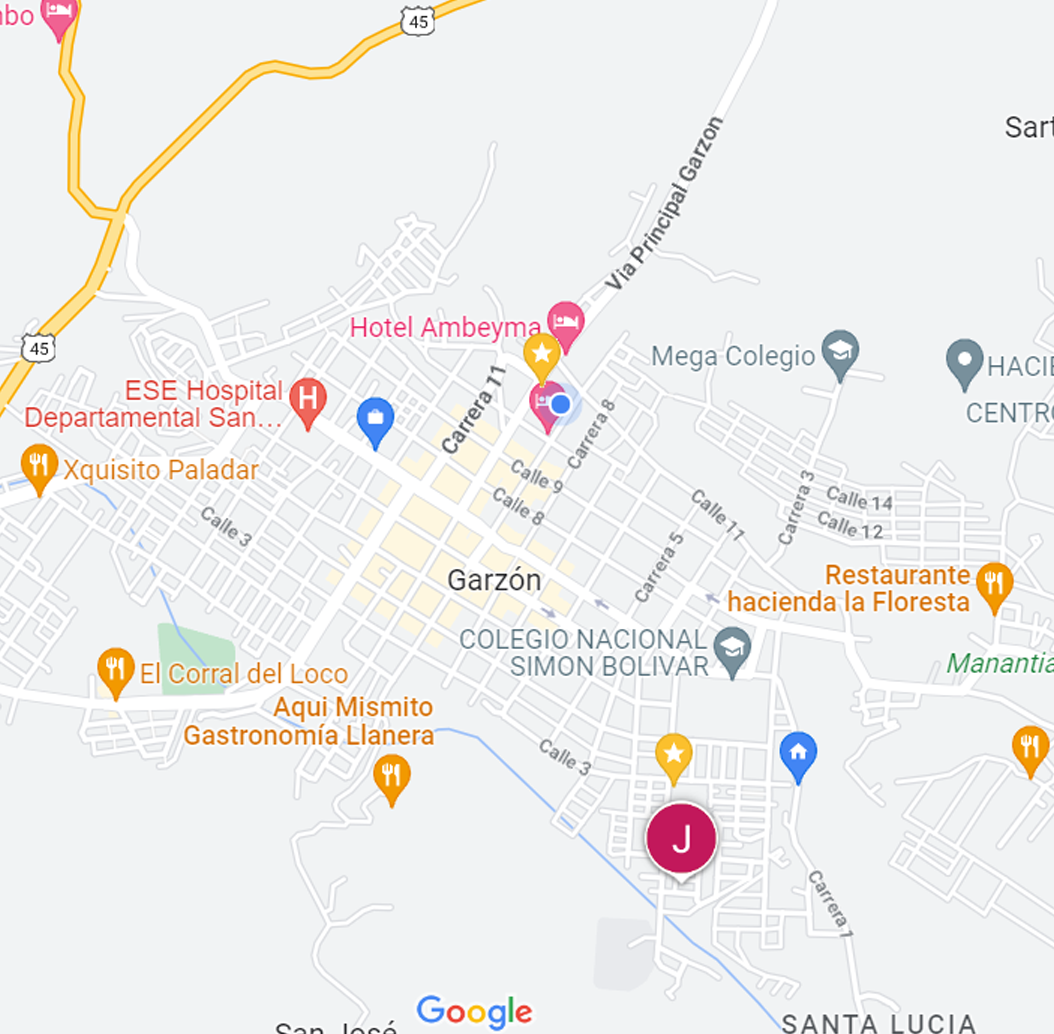 mbo
45
Sart
Via Principal Garzon
Hotel Ambeyma
45
Mega Colegio
HACIE
CENTRO
ESE Hospital
Departamental San...
H
Carrera 11
Carrera 8
Xquisito Paladar
Calle 9
Calle 8
Calle 3
Calle 17
Carrera 3
Calle 14
Calle 12
Carrera 5
Garzón
Restaurante
hacienda la Floresta
COLEGIO NACIONAL
SIMON BOLIVAR
Manantia
El Corral del Loco
Aqui Mismito
Gastronomía Llanera
Calle 3
J
Carrera 1
Google
San José
SANTA LUCIA